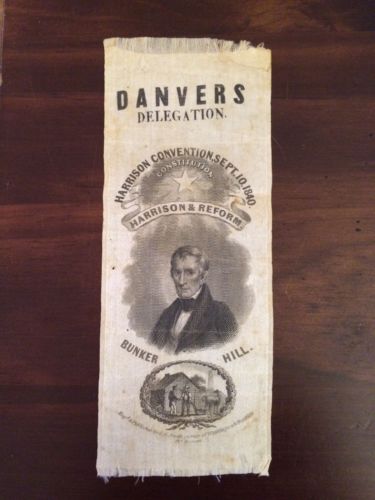 DANVERS
DELEGATION.
HARRISON CONVENTION, SEPT. 10, 1840.
CONSTITUTION
HARRISON & REFORM.
BUNKER HILL.